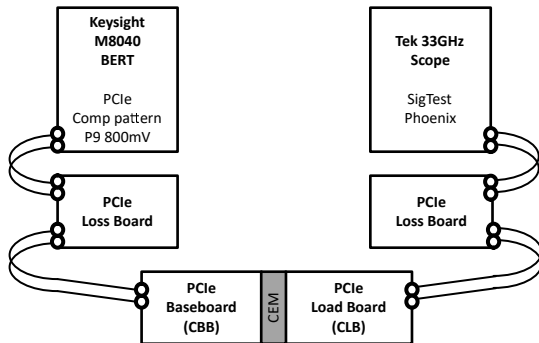 Keysight
M8040
BERT
PCIe
Comp pattern
P9 800mV
Tek 33GHz
Scope
SigTest
Phoenix
PCIe
Loss Board
PCIe
Loss Board
PCIe
Baseboard
(CBB)
CEM
PCIe
Load Board
(CLB)